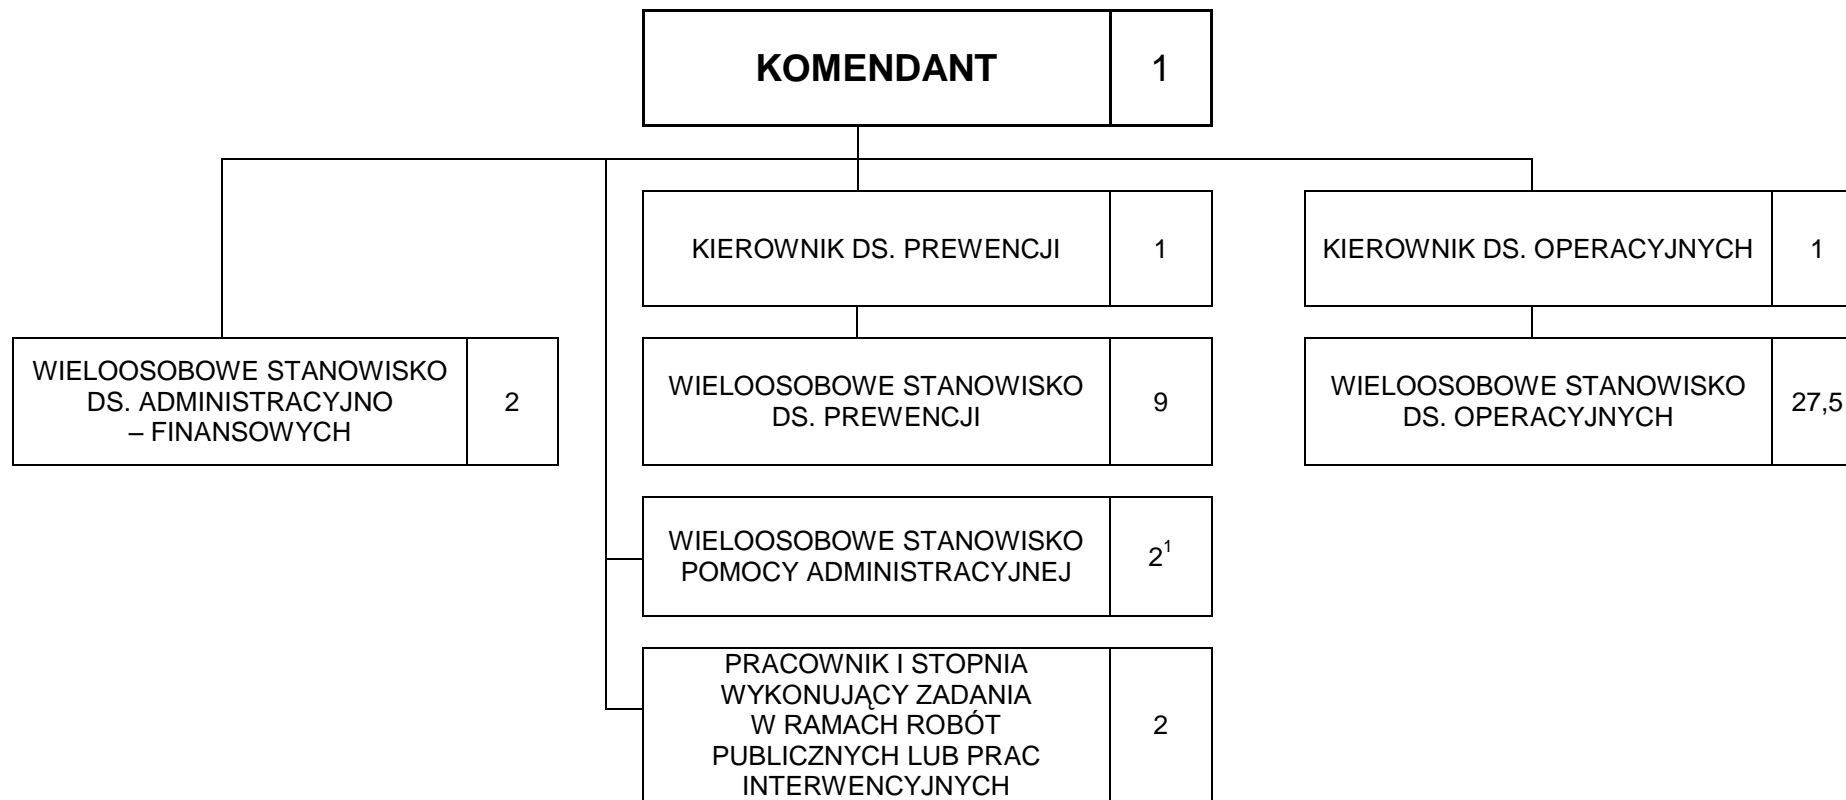 KOMENDANT 1
KIEROWNIK DS. PREWENCJI 1
KIEROWNIK DS. OPERACYJNYCH 1
WIELOOSOBOWE STANOWISKO
DS. ADMINISTRACYJNO
– FINANSOWYCH
2
WIELOOSOBOWE STANOWISKO
DS. PREWENCJI
9
WIELOOSOBOWE STANOWISKO
DS. OPERACYJNYCH
27,5
WIELOOSOBOWE STANOWISKO
POMOCY ADMINISTRACYJNEJ
2¹
PRACOWNIK I STOPNIA
WYKONUJĄCY ZADANIA
W RAMACH ROBÓT
PUBLICZNYCH LUB PRAC
INTERWENCYJNYCH
2